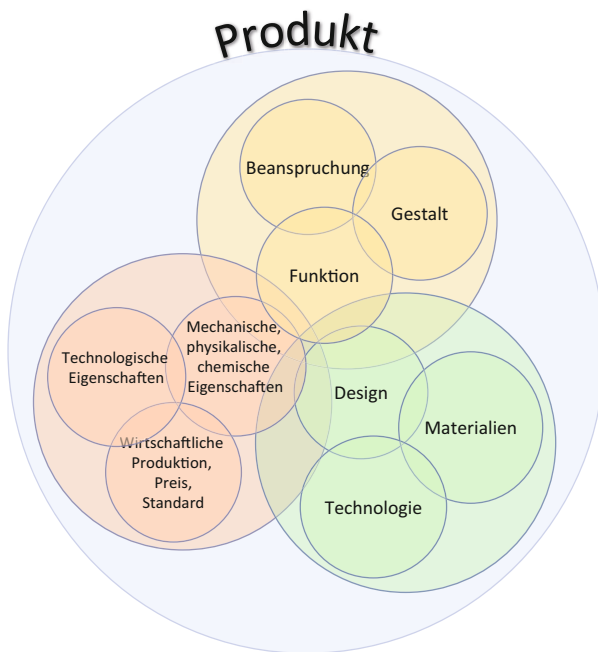 Produkt
Beanspruchung
Gestalt
Funktion
Mechanische,
physikalische,
chemische
Eigenschaften
Technologische
Eigenschaften
Wirtschaftliche
Produktion,
Preis,
Standard
Design
Materialien
Technologie